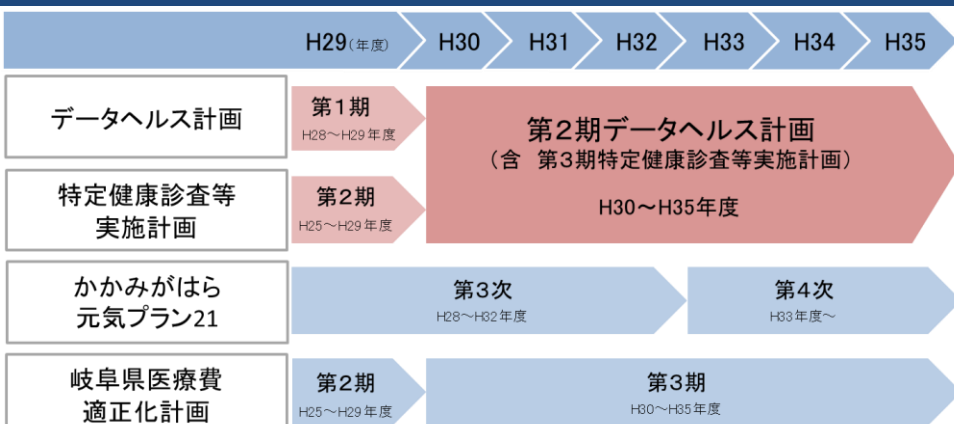 H29(年度) H30 H31 H32 H33 H34 H35
データヘルス計画
第1期
H28～H29年度
第2期データヘルス計画
(含 第3期特定健康診査等実施計画)
H30～H35年度
特定健康診査等
実施計画
第2期
H25～H29年度
かかみがはら
元気プラン21
第3次
H28～H32年度
第4次
H33年度～
岐阜県医療費
適正化計画
第2期
H25～H29年度
第3期
H30～H35年度